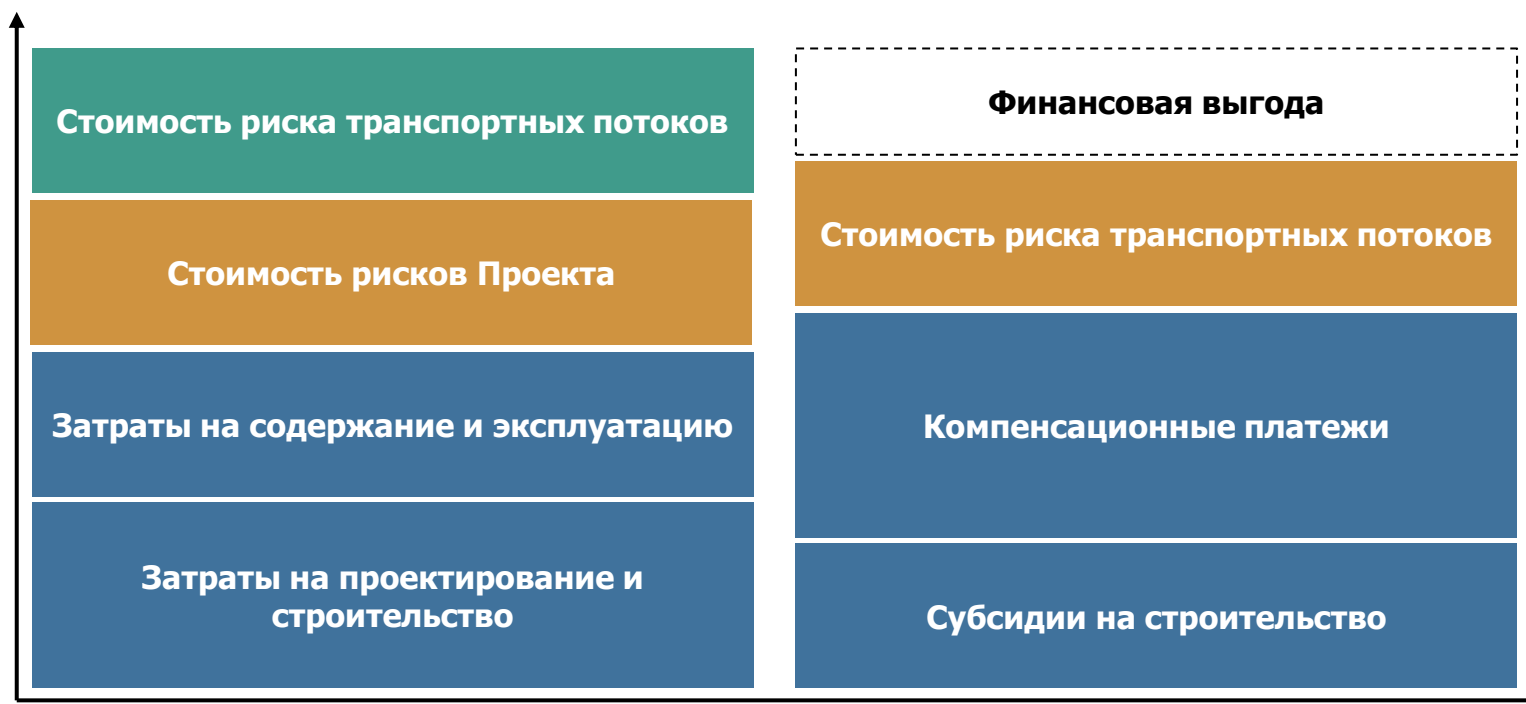 Стоимость риска транспортных потоков
Стоимость рисков Проекта
Затраты на содержание и эксплуатацию
Затраты на проектирование и
строительство
Финансовая выгода
Стоимость риска транспортных потоков
Компенсационные платежи
Субсидии на строительство